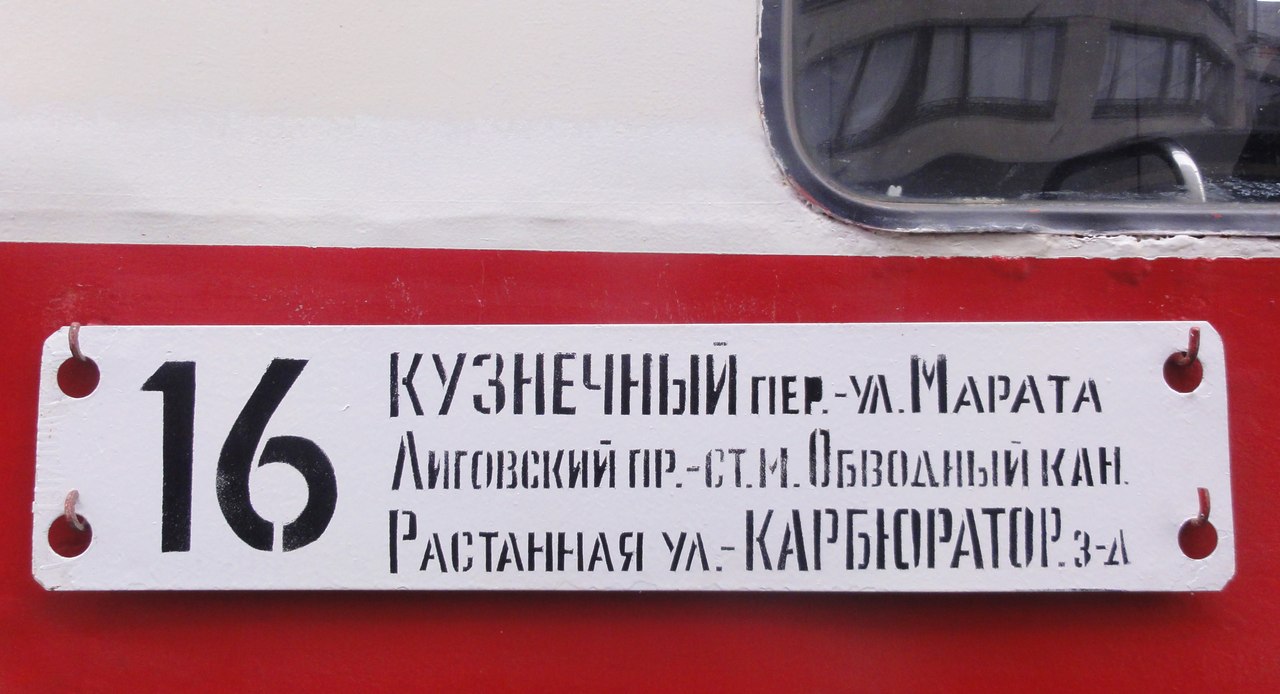 16
КУЗНЕЧНЫЙ ПЕР.-УЛ. МАРАТА
ЛИГОВСКИЙ ПР.-СТ.М. ОБВОДНЫЙ КАН.
РАСТАННАЯ УЛ.-КАРБЮРАТОР. З-Д